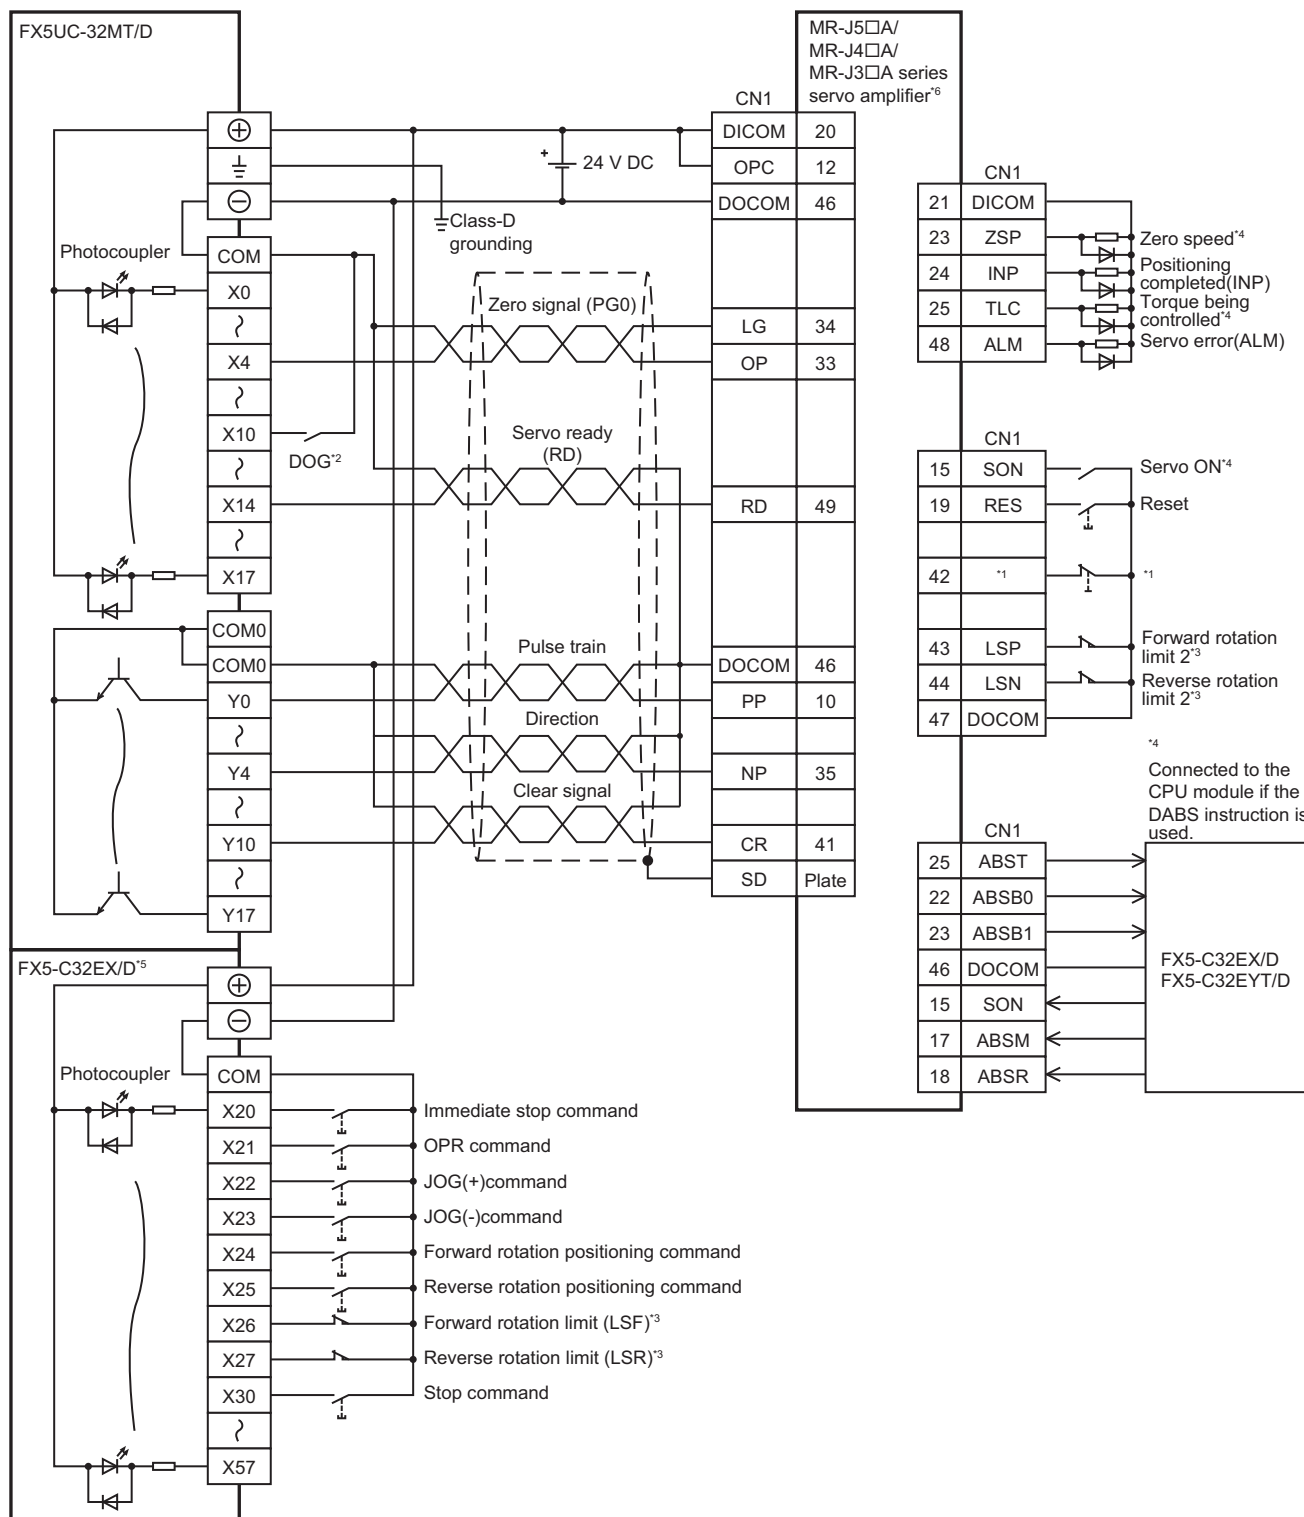 FX5UC-32MT/D
MR-J5□A/
MR-J4□A/
MR-J3□A series
servo amplifier*6
CN1
DICOM 20
24 V DC
OPC 12
DOCOM 46
Class-D
grounding
Photocoupler
COM
X0
Zero signal (PG0)
LG 34
X4
OP 33
X10
DOG*2
Servo ready
(RD)
X14
RD 49
X17
COM0
Pulse train
COM0
DOCOM 46
Y0
PP 10
Direction
Y4
NP 35
Clear signal
Y10
CR 41
SD Plate
Y17
CN1
21 DICOM
23 ZSP Zero speed*4
24 INP Positioning
completed(INP)
25 TLC Torque being
controlled*4
48 ALM Servo error(ALM)
CN1
15 SON Servo ON*4
19 RES Reset
42 *1 *1
43 LSP Forward rotation
limit 2*3
44 LSN Reverse rotation
limit 2*3
47 DOCOM
*4
Connected to the
CPU module if the
DABS instruction is
used.
CN1
25 ABST
22 ABSB0
23 ABSB1
46 DOCOM
15 SON
17 ABSM
18 ABSR
FX5-C32EX/D
FX5-C32EYT/D
FX5-C32EX/D*5
Photocoupler
COM
X20 Immediate stop command
X21 OPR command
X22 JOG(+)command
X23 JOG(-)command
X24 Forward rotation positioning command
X25 Reverse rotation positioning command
X26 Forward rotation limit (LSF)*3
X27 Reverse rotation limit (LSR)*3
X30 Stop command
X57